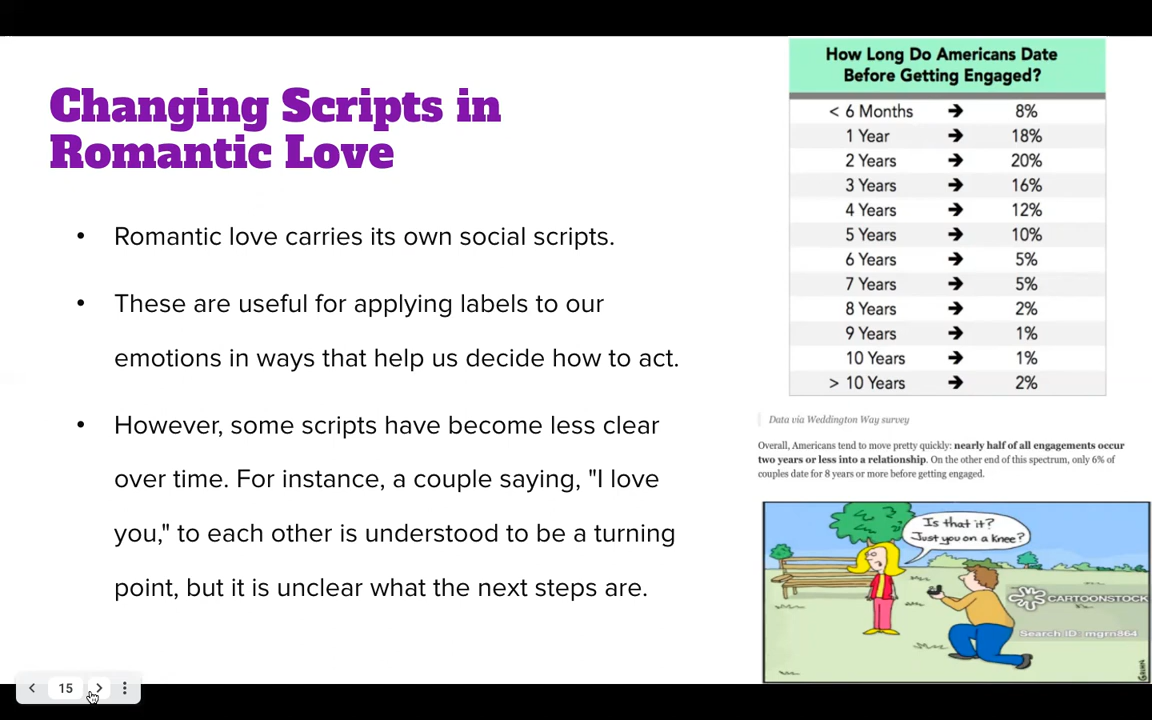 Changing Scripts in
Romantic Love
• Romantic love carries its own social scripts.
• These are useful for applying labels to our
emotions in ways that help us decide how to act.
• However, some scripts have become less clear
over time. For instance, a couple saying, "I love
you," to each other is understood to be a turning
point, but it is unclear what the next steps are.
How Long Do Americans Date
Before Getting Engaged?
< 6 Months ➔ 8%
1 Year ➔ 18%
2 Years ➔ 20%
3 Years ➔ 16%
4 Years ➔ 12%
5 Years ➔ 10%
6 Years ➔ 5%
7 Years ➔ 5%
8 Years ➔ 2%
9 Years ➔ 1%
10 Years ➔ 1%
> 10 Years ➔ 2%
Data via Weddington Way survey
Overall, Americans tend to move pretty quickly: nearly half of all engagements occur
two years or less into a relationship. On the other end of this spectrum, only 6% of
couples date for 8 years or more before getting engaged.
Is that it?
Just you on a knee?
CARTOONSTOCK
Search ID: mgrn864
15